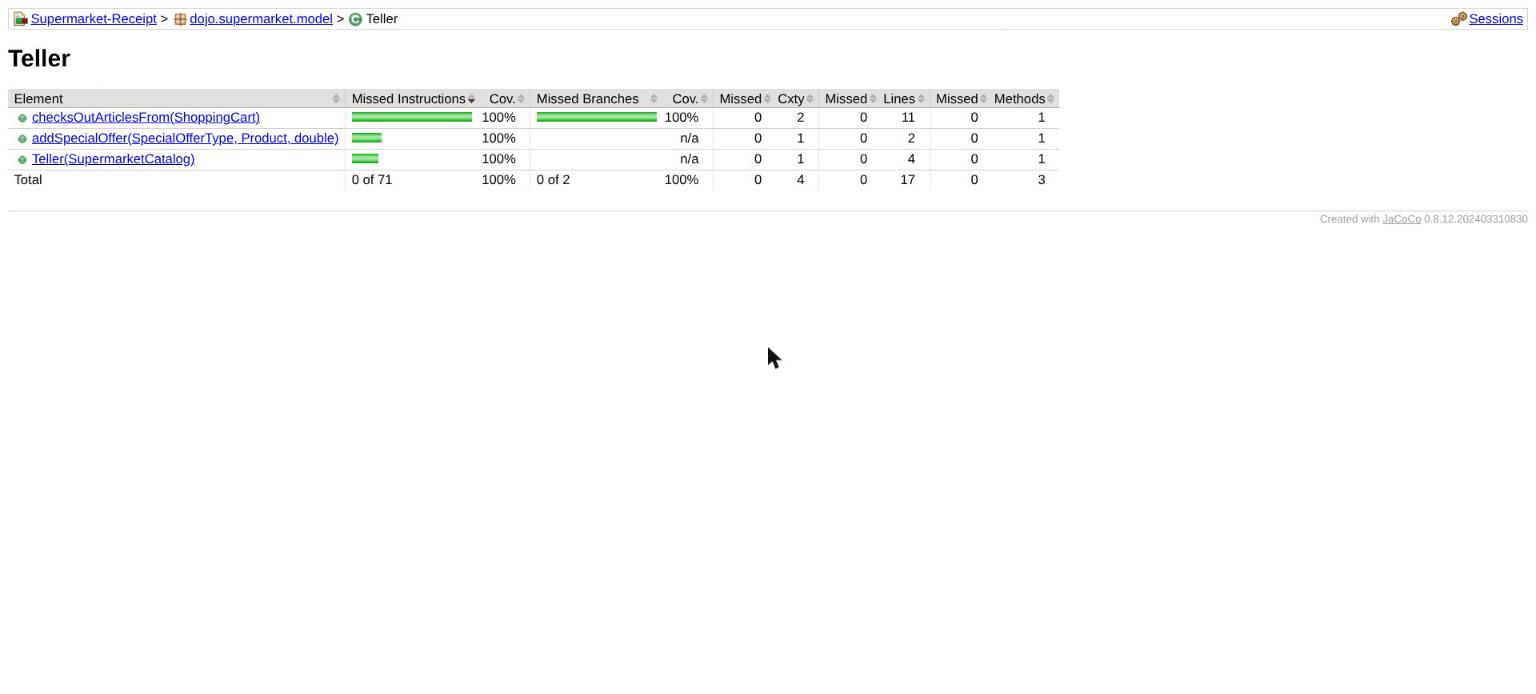 Supermarket-Receipt > dojo.supermarket.model > Teller Sessions
Teller
Element Missed Instructions Cov. Missed Branches Cov. Missed Cxty Missed Lines Missed Methods
checksOutArticlesFrom(ShoppingCart) 100% 100% 0 2 0 11 0 1
addSpecialOffer(SpecialOfferType, Product, double) 100% n/a 0 1 0 2 0 1
Teller(SupermarketCatalog) 100% n/a 0 1 0 4 0 1
Total 0 of 71 100% 0 of 2 100% 0 4 0 17 0 3
Created with JaCoCo 0.8.12.202403310830